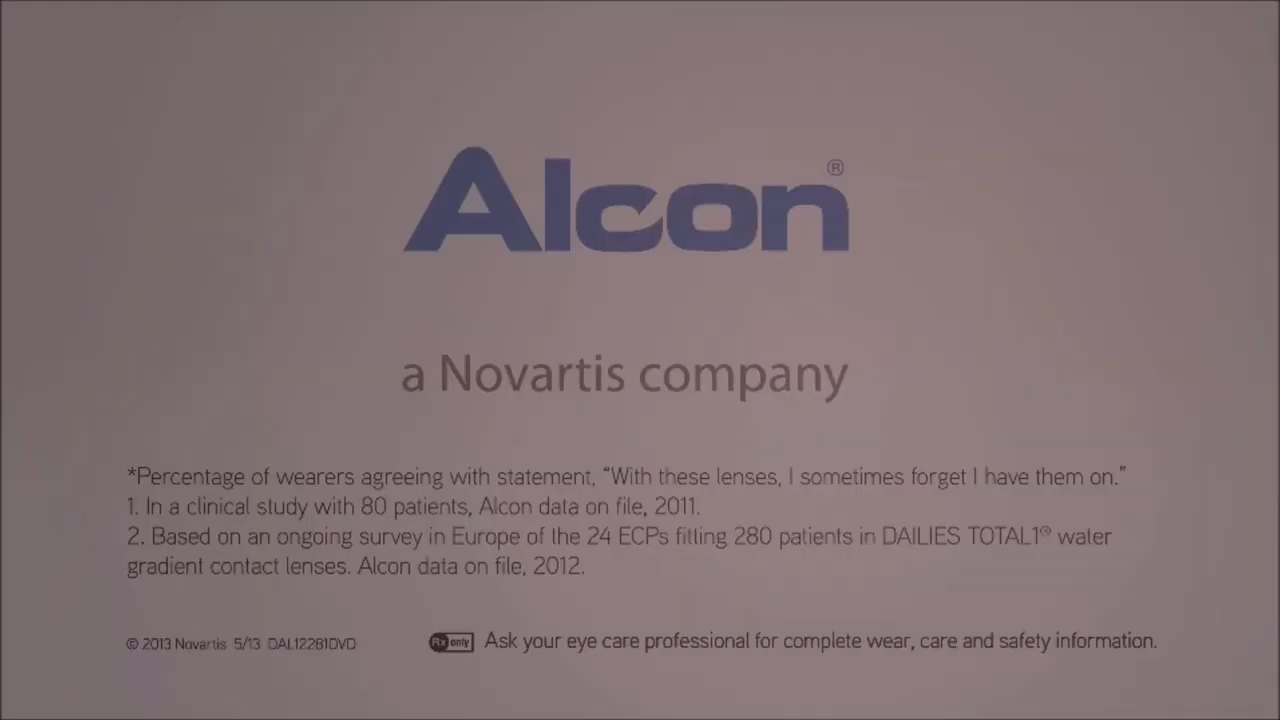 Alcon®
a Novartis company
*Percentage of wearers agreeing with statement, “With these lenses, I sometimes forget I have them on.”
1. In a clinical study with 80 patients, Alcon data on file, 2011.
2. Based on an ongoing survey in Europe of the 24 ECPs fitting 280 patients in DAILIES TOTAL1® water
gradient contact lenses. Alcon data on file, 2012.
© 2013 Novartis 5/13 DAL12281DVD Rx only Ask your eye care professional for complete wear, care and safety information.